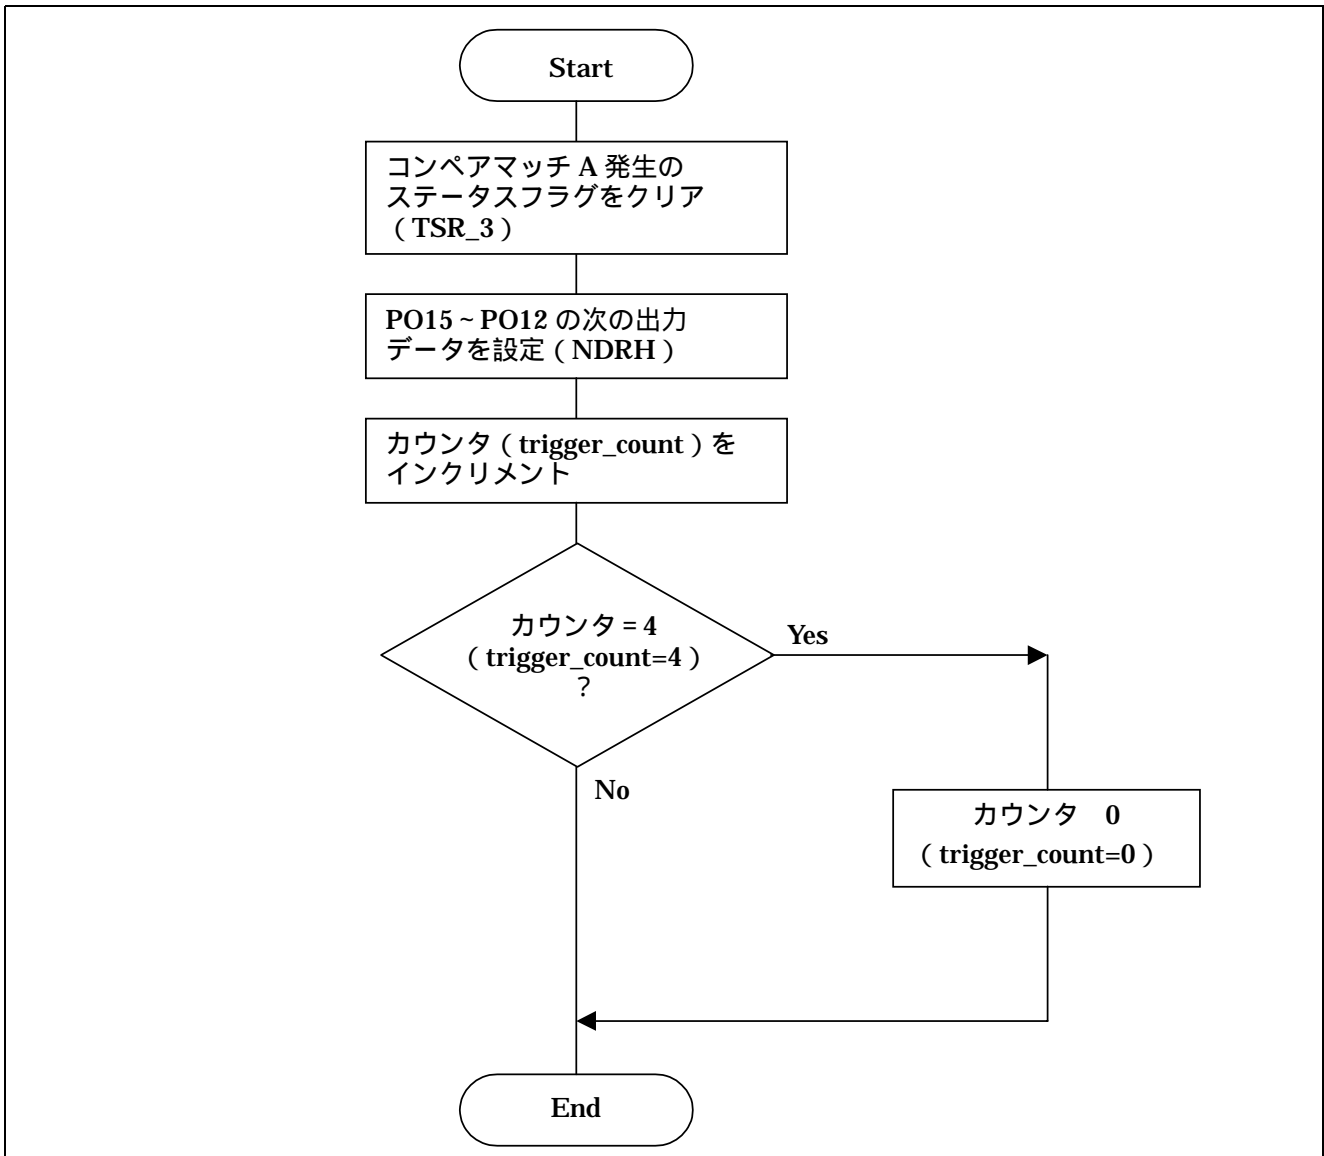 Start
コンペアマッチ A 発生の
ステータスフラグをクリア
（TSR_3）
PO15～PO12 の次の出力
データを設定（NDRH）
カウンタ（trigger_count）を
インクリメント
カウンタ = 4
（trigger_count=4）
?
Yes
No
カウンタ　0
（trigger_count=0）
End